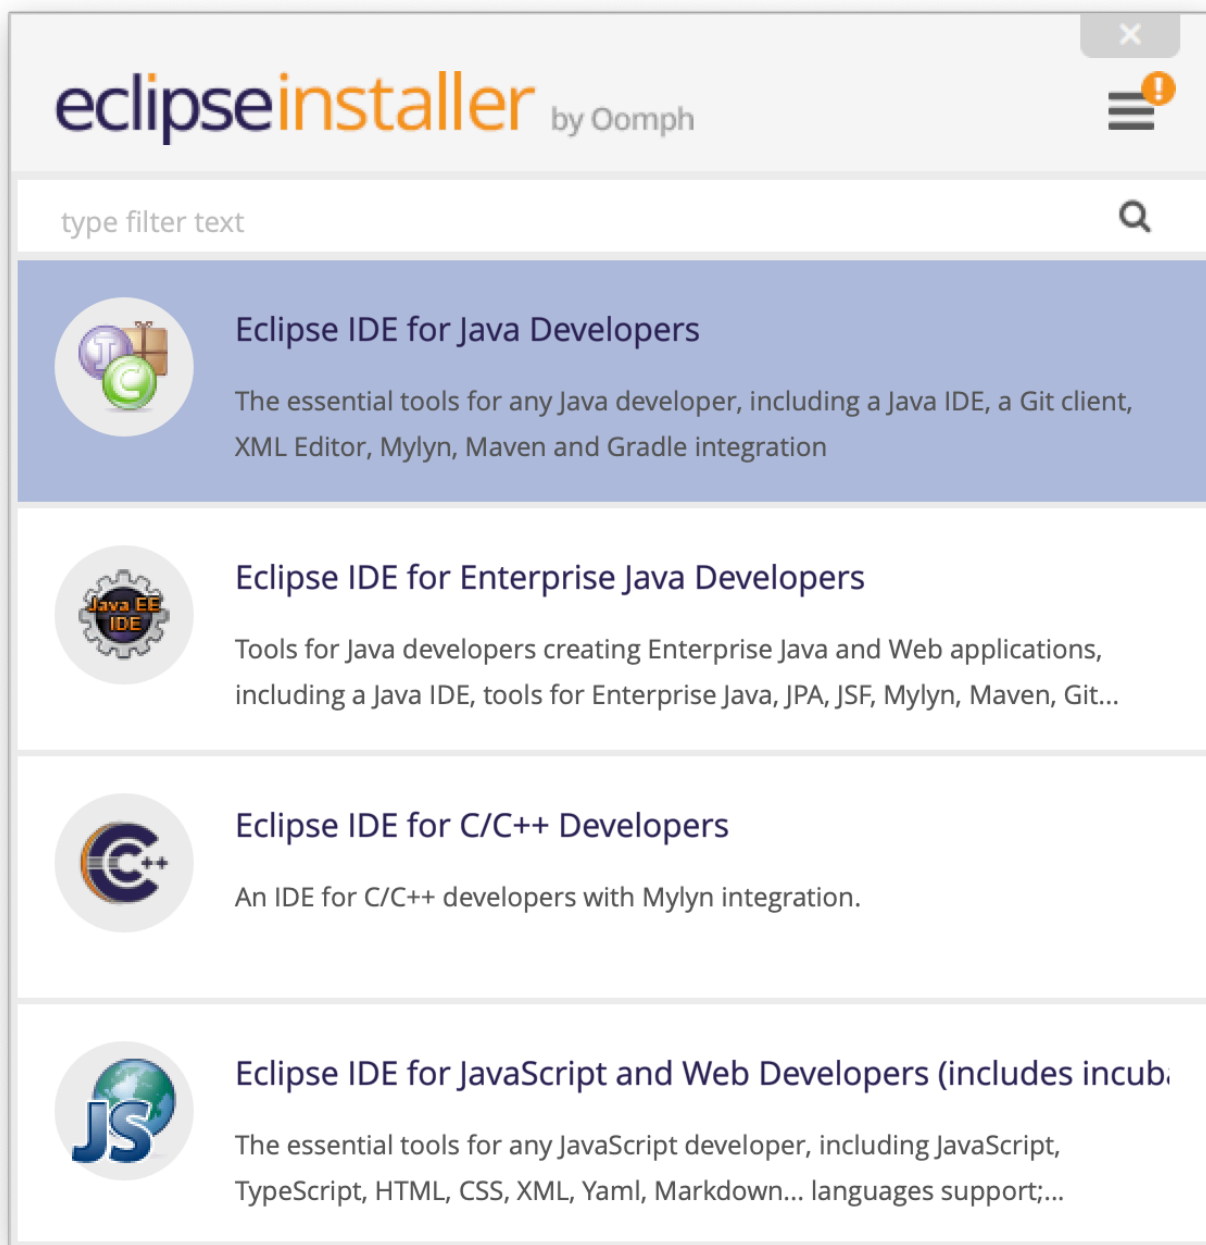 eclipseinstaller by Oomph
type filter text
Eclipse IDE for Java Developers
The essential tools for any Java developer, including a Java IDE, a Git client,
XML Editor, Mylyn, Maven and Gradle integration
Java EE
IDE
Eclipse IDE for Enterprise Java Developers
Tools for Java developers creating Enterprise Java and Web applications,
including a Java IDE, tools for Enterprise Java, JPA, JSF, Mylyn, Maven, Git...
C++
Eclipse IDE for C/C++ Developers
An IDE for C/C++ developers with Mylyn integration.
JS
Eclipse IDE for JavaScript and Web Developers (includes incuba
The essential tools for any JavaScript developer, including JavaScript,
TypeScript, HTML, CSS, XML, Yaml, Markdown... languages support;...